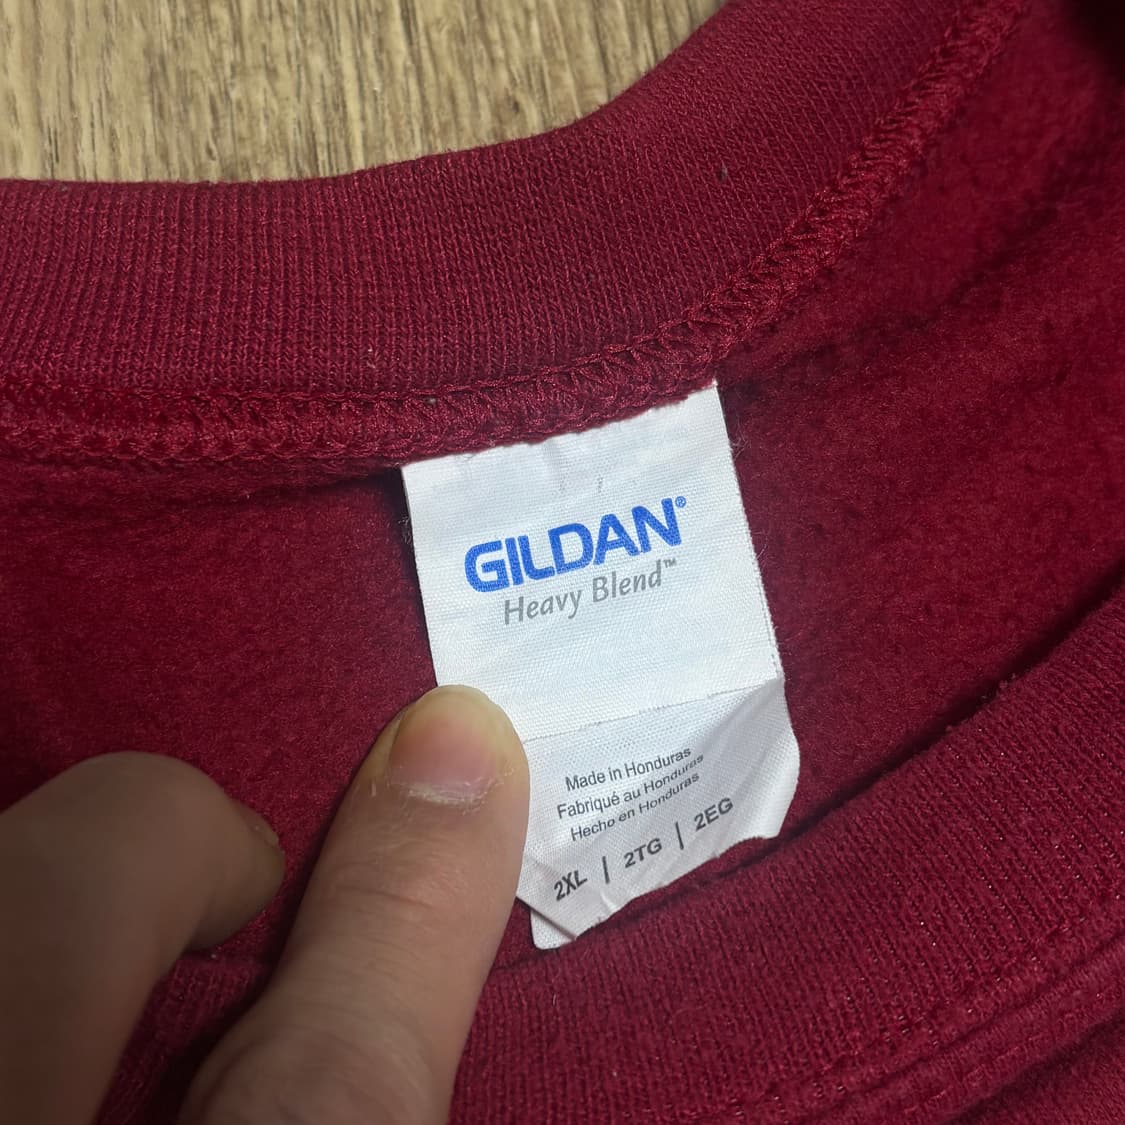 GILDAN®
Heavy Blend™
Made in Honduras
Fabriqué au Honduras
Hecho en Honduras
2XL | 2TG | 2EG